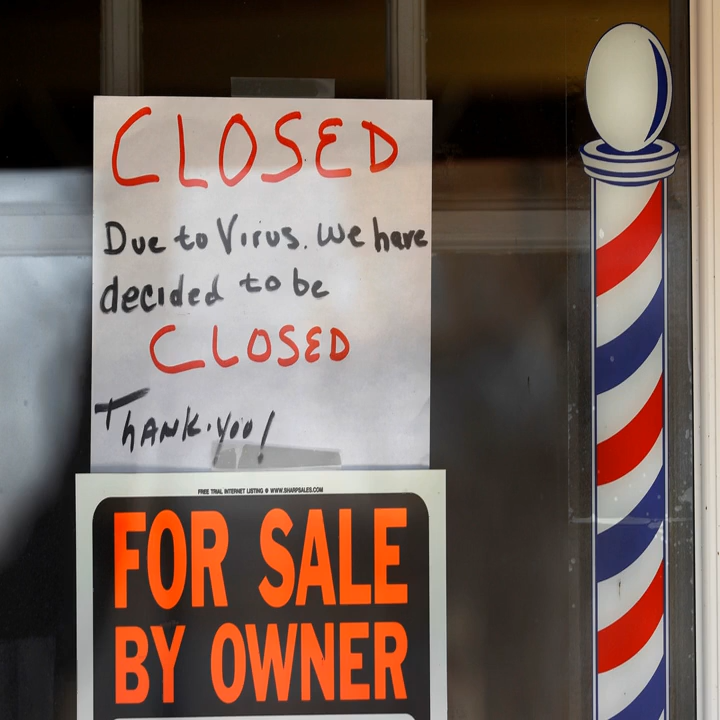 CLOSED
Due to Virus. We have
decided to be
CLOSED
THANK.You!
FREE TRIAL INTERNET LISTING @ WWW.SHARPSALES.COM
FOR SALE
BY OWNER